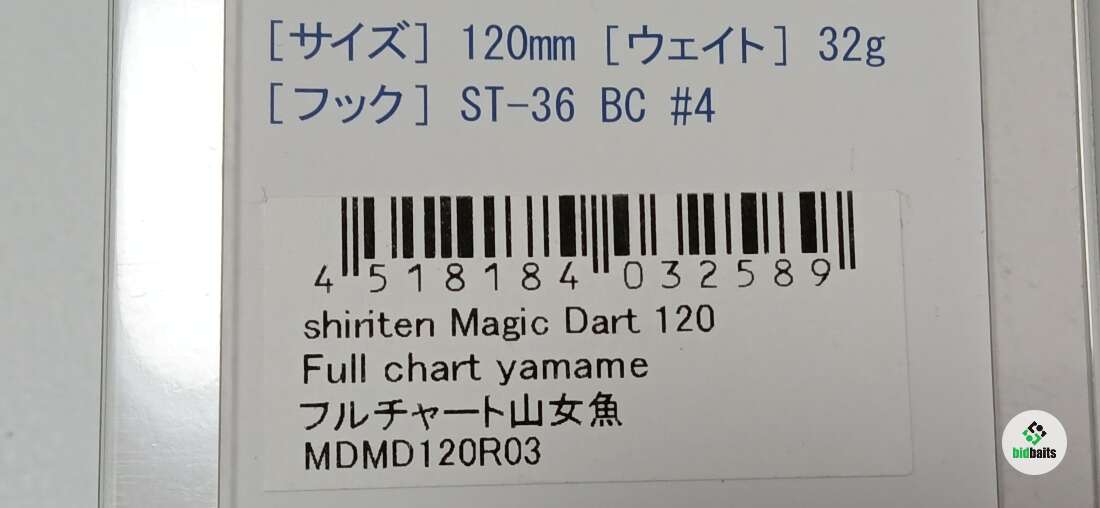 [サイズ] 120mm [ウェイト] 32g
[フック] ST-36 BC #4
4 518184 032589
shiriten Magic Dart 120
Full chart yamame
フルチャート山女魚
MDMD120R03
bidbaits